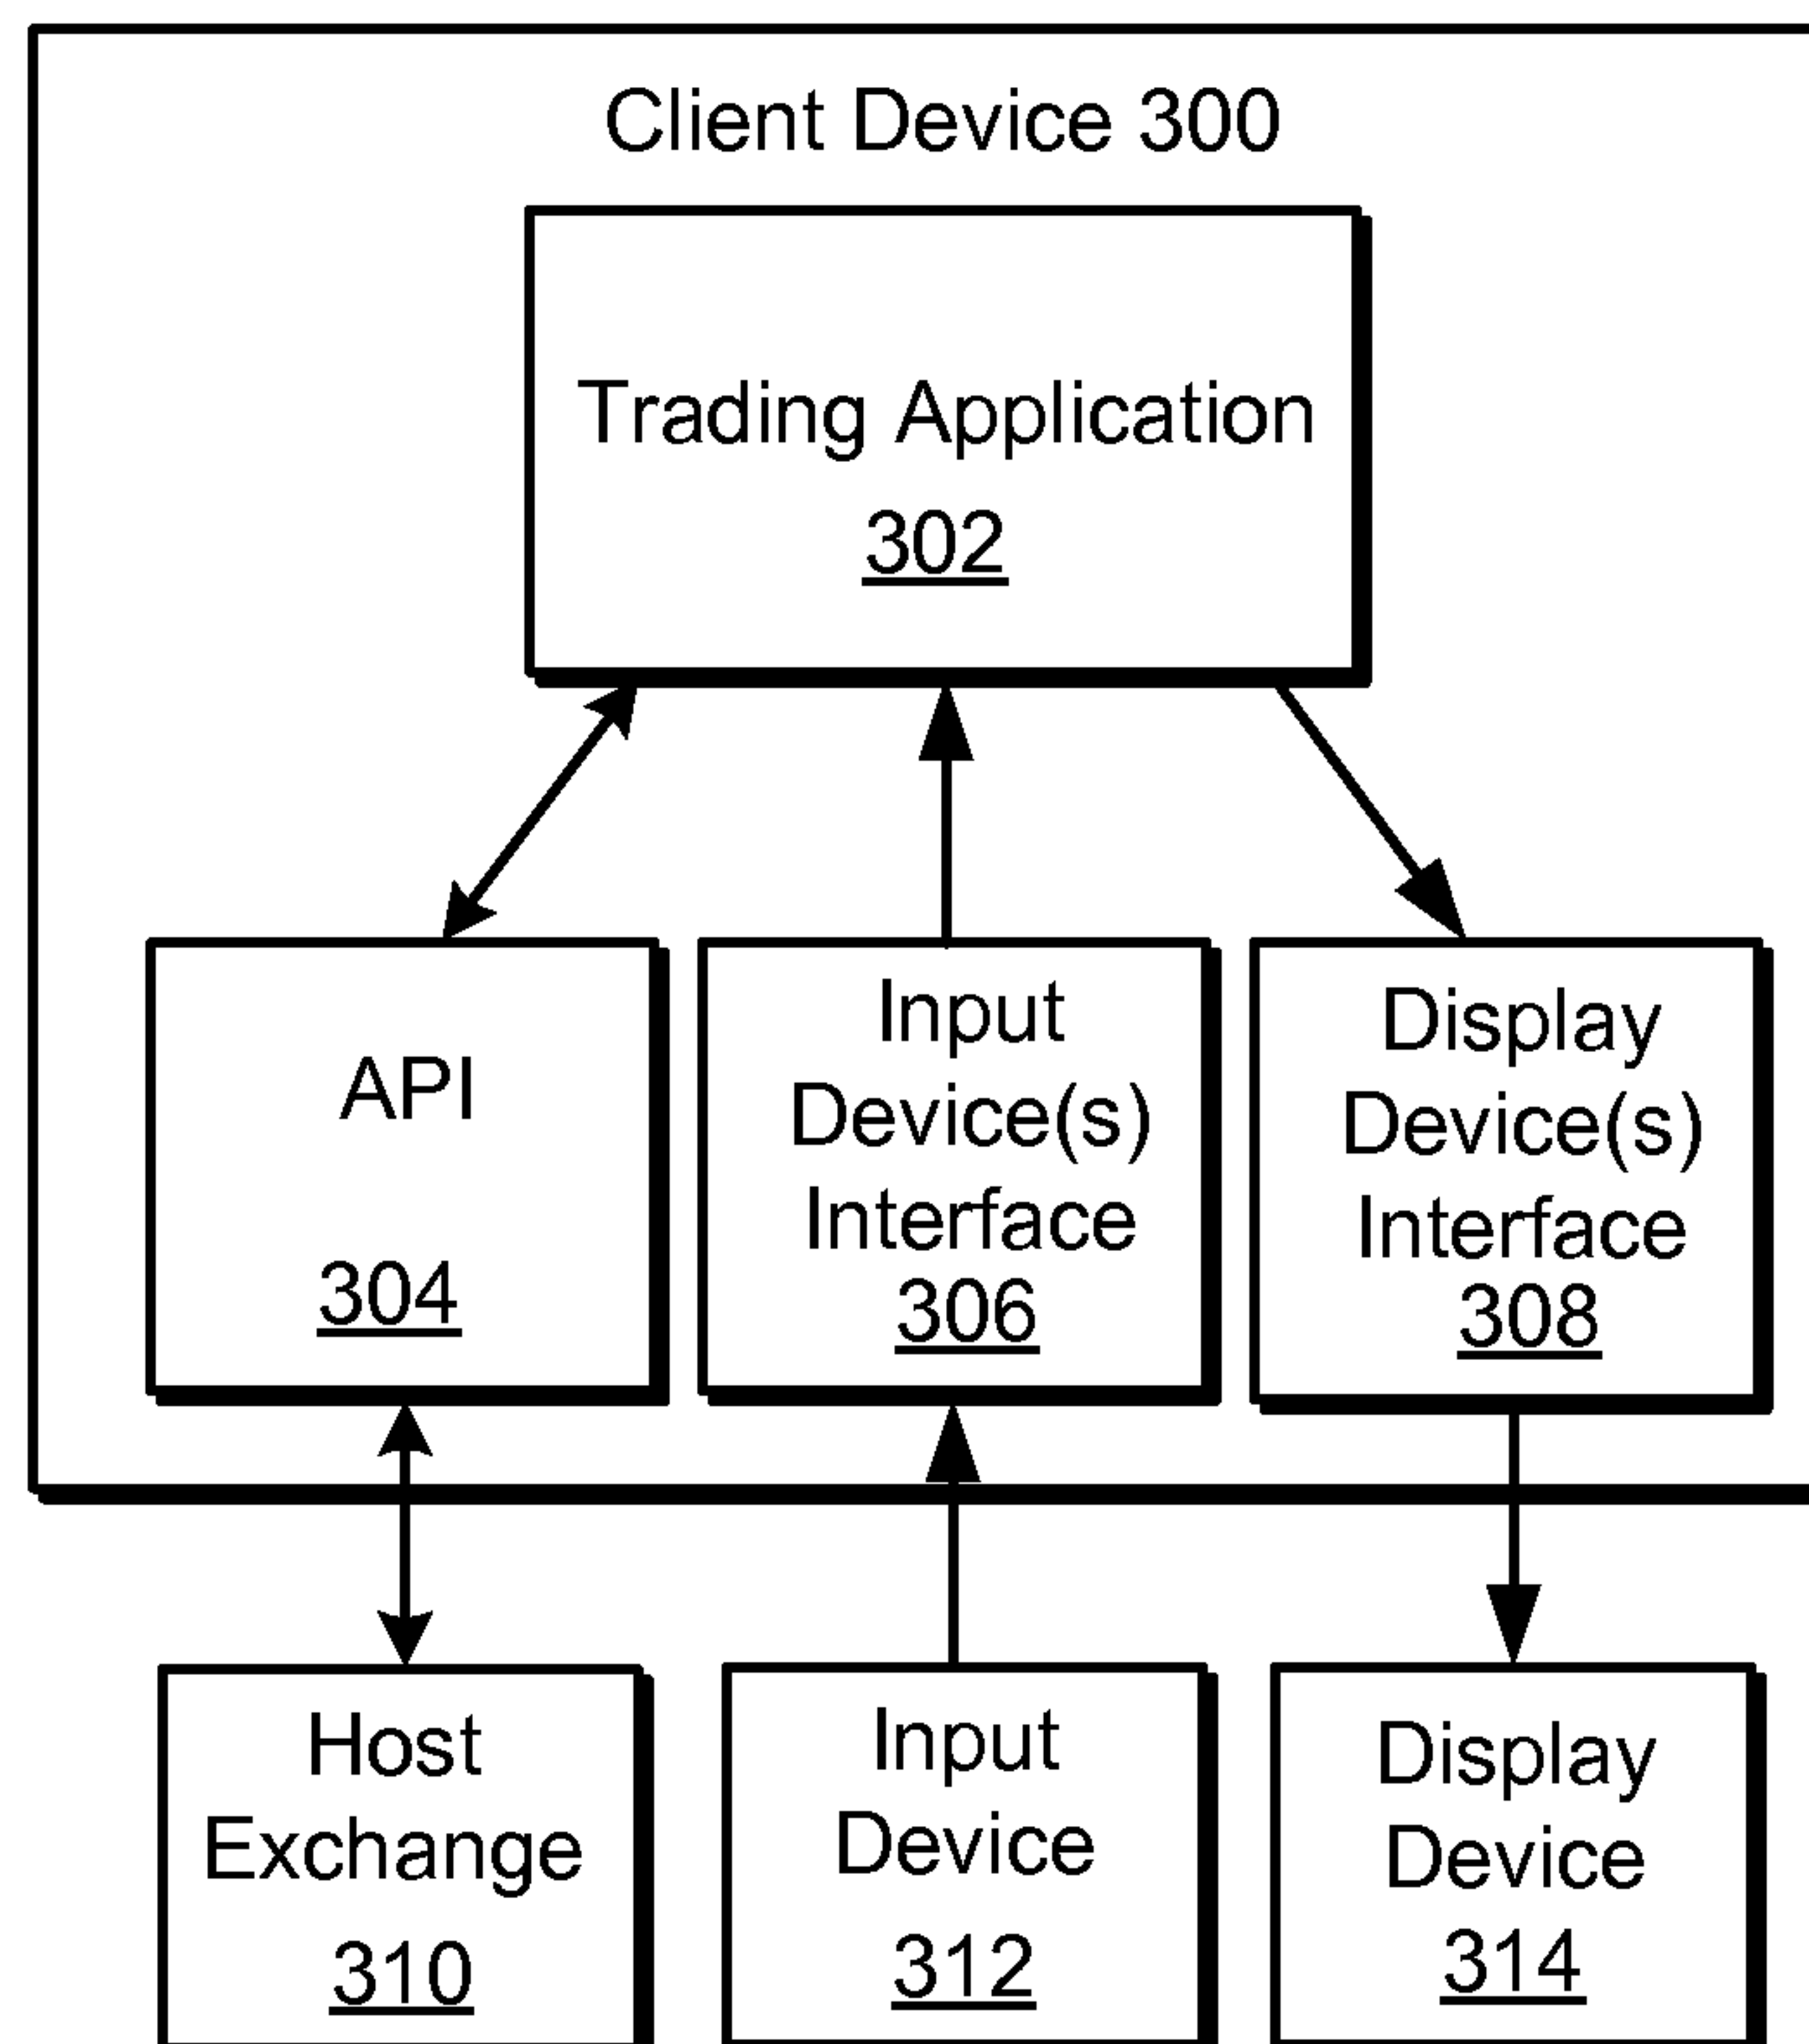 Client Device 300
Trading Application
302
API
304
Input
Device(s)
Interface
306
Display
Device(s)
Interface
308
Host
Exchange
310
Input
Device
312
Display
Device
314